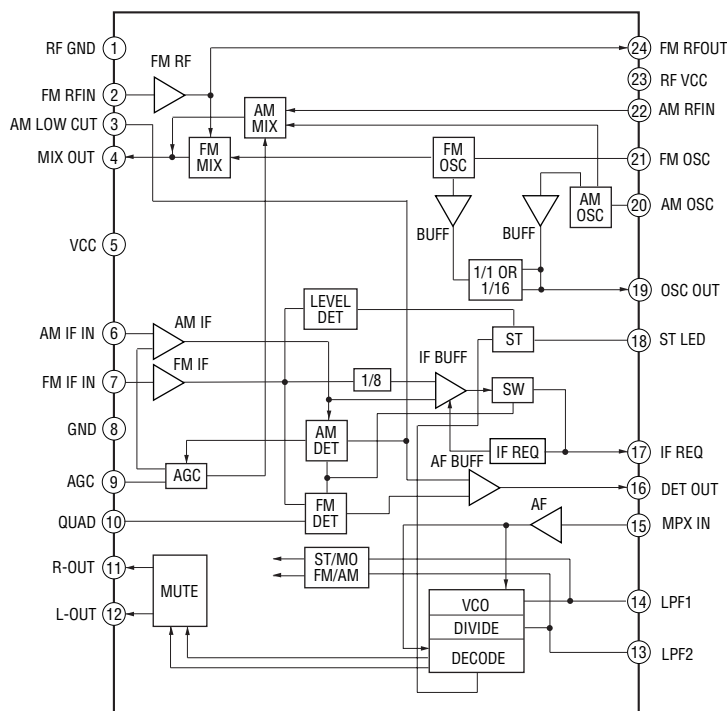 RF GND 1
FM RFIN 2
AM LOW CUT 3
MIX OUT 4
VCC 5
AM IF IN 6
FM IF IN 7
GND 8
AGC 9
QUAD 10
R-OUT 11
L-OUT 12
24 FM RFOUT
23 RF VCC
22 AM RFIN
21 FM OSC
20 AM OSC
19 OSC OUT
18 ST LED
17 IF REQ
16 DET OUT
15 MPX IN
14 LPF1
13 LPF2
FM RF
AM
MIX
FM
MIX
FM
OSC
AM
OSC
BUFF
BUFF
1/1 OR
1/16
LEVEL
DET
ST
AM IF
FM IF
1/8
IF BUFF
SW
IF REQ
AM
DET
AGC
FM
DET
AF BUFF
AF
ST/MO
FM/AM
MUTE
VCO
DIVIDE
DECODE